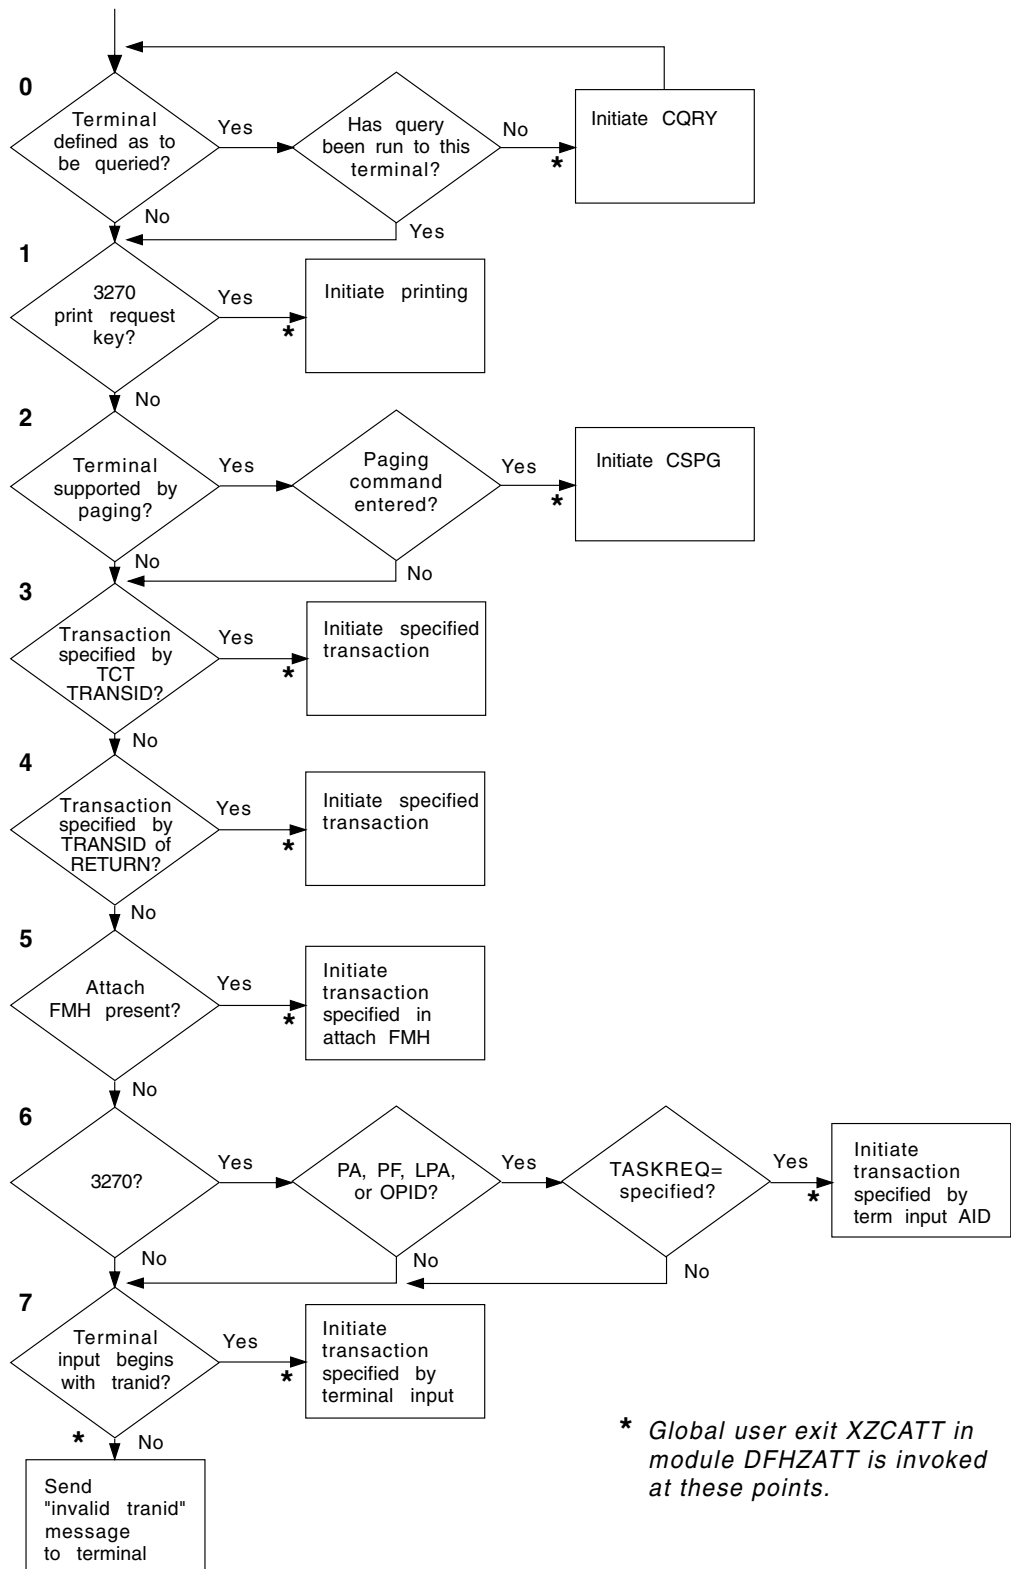 0
Terminal
defined as to
be queried?
Yes
Has query
been run to this
terminal?
No
*
Initiate CQRY
No
Yes
1
3270
print request
key?
Yes
*
Initiate printing
No
2
Terminal
supported by
paging?
Yes
Paging
command
entered?
Yes
*
Initiate CSPG
No
No
3
Transaction
specified by
TCT
TRANSID?
Yes
*
Initiate specified
transaction
No
4
Transaction
specified by
TRANSID of
RETURN?
Yes
*
Initiate specified
transaction
No
5
Attach
FMH present?
Yes
*
Initiate
transaction
specified in
attach FMH
No
6
3270?
Yes
PA, PF, LPA,
or OPID?
Yes
TASKREQ=
specified?
Yes
*
Initiate
transaction
specified by
term input AID
No
No
No
7
Terminal
input begins
with tranid?
Yes
*
Initiate
transaction
specified by
terminal input
*
No
Send
"invalid tranid"
message
to terminal
* Global user exit XZCATT in
module DFHZATT is invoked
at these points.